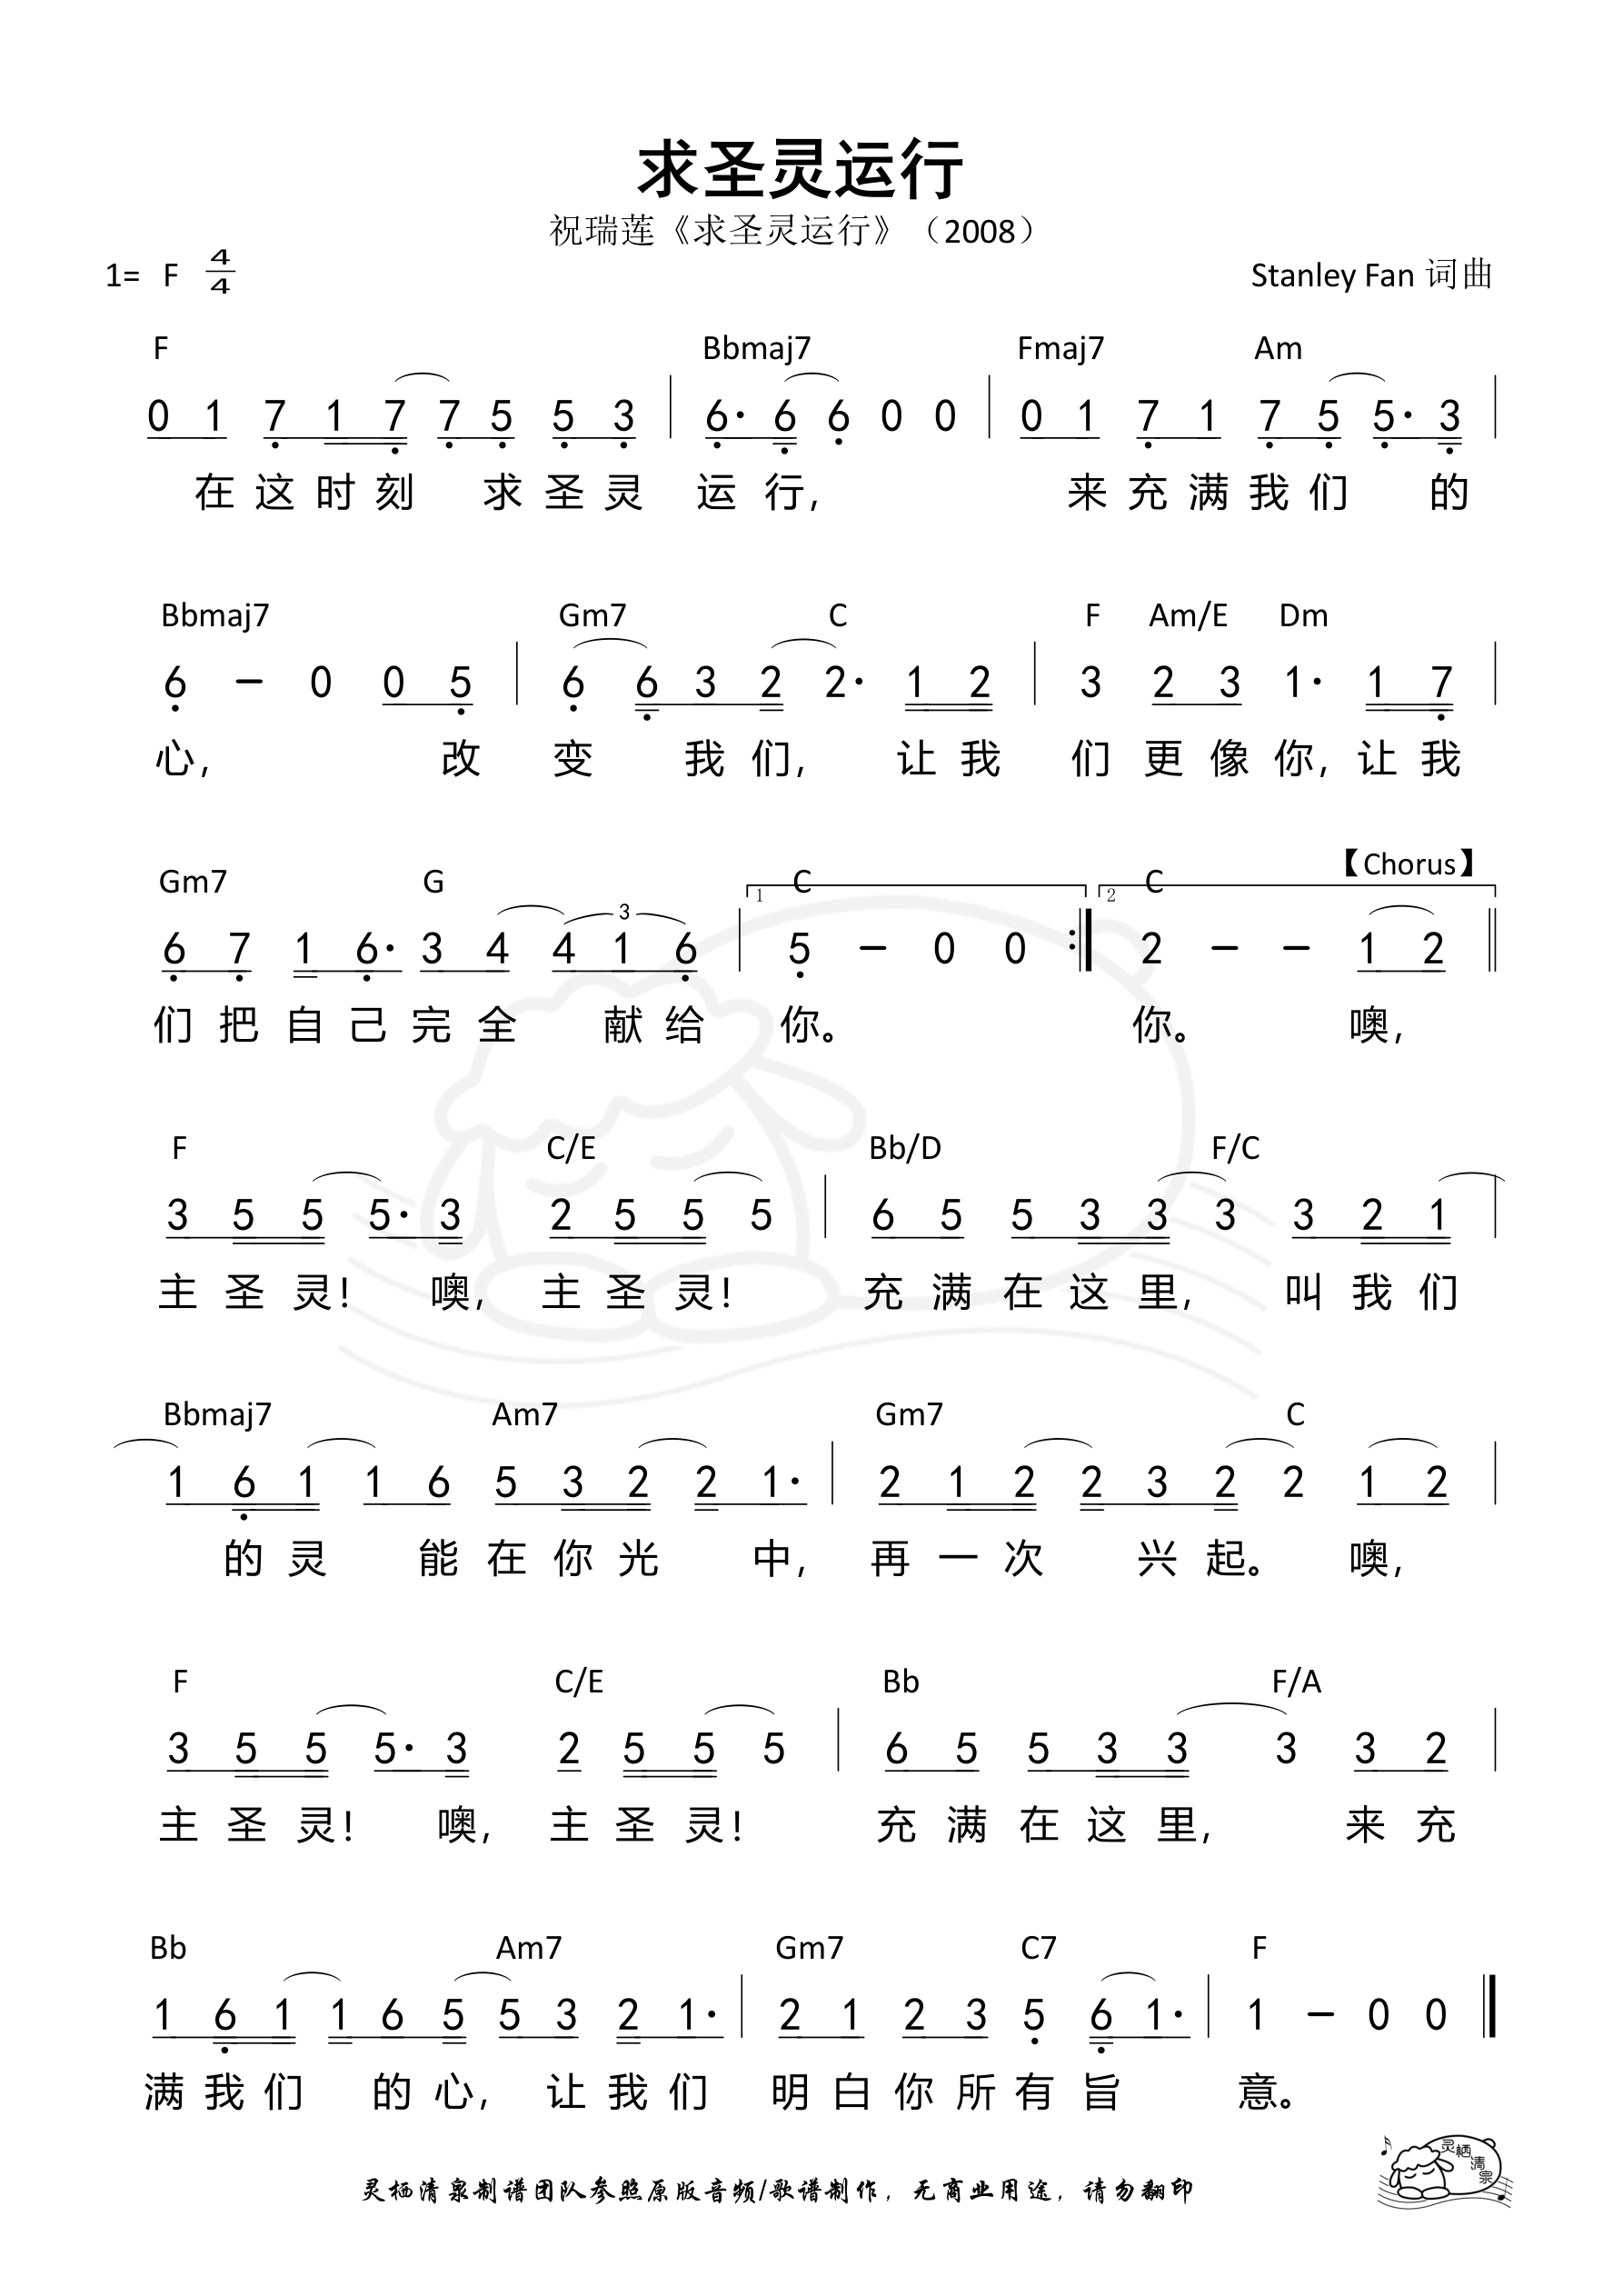 求圣灵运行
祝瑞莲《求圣灵运行》（2008）
1= F 4/4 Stanley Fan 词曲
F Bbmaj7 Fmaj7 Am
0 1 7 1 7 7 5 5 3 | 6· 6 6 0 0 | 0 1 7 1 7 5 5· 3 |
在这时刻 求圣灵 运行, 来充满我们 的
Bbmaj7 Gm7 C F Am/E Dm
6 – 0 0 5 | 6 6 3 2 2· 1 2 | 3 2 3 1· 1 7 |
心, 改 变 我们, 让我 们更像你, 让我
【Chorus】
Gm7 G C C
6 7 1 6· 3 4 4 1 6 | 5 – 0 0 :| 2 – – 1 2 ||
3 1 2
们把自己完全 献给 你。 你。 噢,
F C/E Bb/D F/C
3 5 5 5· 3 2 5 5 5 | 6 5 5 3 3 3 3 2 1 |
主圣灵! 噢, 主圣灵! 充满在这里, 叫我们
Bbmaj7 Am7 Gm7 C
1 6 1 1 6 5 3 2 2 1· | 2 1 2 2 3 2 2 1 2 |
的灵 能在你光 中, 再一次 兴起。 噢,
F C/E Bb F/A
3 5 5 5· 3 2 5 5 5 | 6 5 5 3 3 3 3 2 |
主圣灵! 噢, 主圣灵! 充满在这里, 来充
Bb Am7 Gm7 C7 F
1 6 1 1 6 5 5 3 2 1· | 2 1 2 3 5 6 1· | 1 – 0 0 ||
满我们 的心, 让我们 明白你所有旨 意。
灵栖清泉制谱团队参照原版音频/歌谱制作，无商业用途，请勿翻印
灵栖清泉